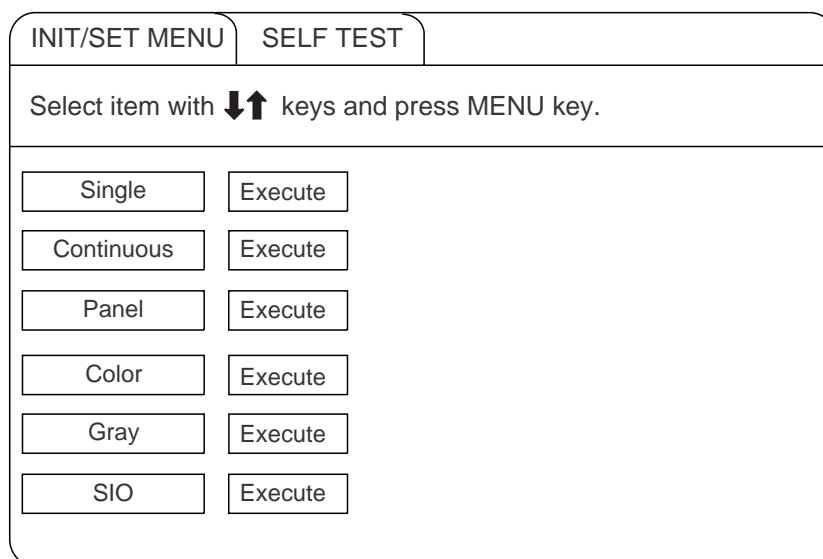 INIT/SET MENU SELF TEST
Select item with ⬇⬆ keys and press MENU key.
Single Execute
Continuous Execute
Panel Execute
Color Execute
Gray Execute
SIO Execute